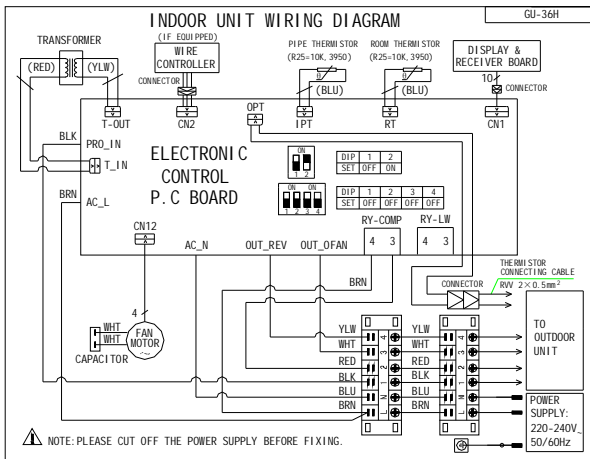 INDOOR UNIT WIRING DIAGRAM
GU-36H
TRANSFORMER
(RED)
(YLW)
(IF EQUIPPED)
WIRE
CONTROLLER
CONNECTOR
PIPE THERMISTOR
(R25=10K,3950)
θ
(BLU)
ROOM THERMISTOR
(R25=10K,3950)
θ
(BLU)
DISPLAY &
RECEIVER BOARD
10
CONNECTOR
T-OUT
CN2
OPT
IPT
RT
CN1
BLK
PRO_IN
T_IN
BRN
AC_L
ELECTRONIC
CONTROL
P.C BOARD
ON
1 2
DIP 1 2
SET OFF ON
ON ON
1 2 3 4
DIP 1 2 3 4
SET OFF OFF OFF OFF
CN12
AC_N
OUT_REV
OUT_OFAN
RY-COMP
4 3
RY-LW
4 3
BRN
THERMISTOR
CONNECTING CABLE
CONNECTOR
RVV 2×0.5mm²
4
WHT
WHT
FAN
MOTOR
~
CAPACITOR
YLW
WHT
RED
BLK
BLU
BRN
4
3
2
1
N
L
YLW
WHT
RED
BLK
BLU
BRN
4
3
2
1
N
L
TO
OUTDOOR
UNIT
POWER
SUPPLY:
220-240V~
50/60Hz
NOTE:PLEASE CUT OFF THE POWER SUPPLY BEFORE FIXING.